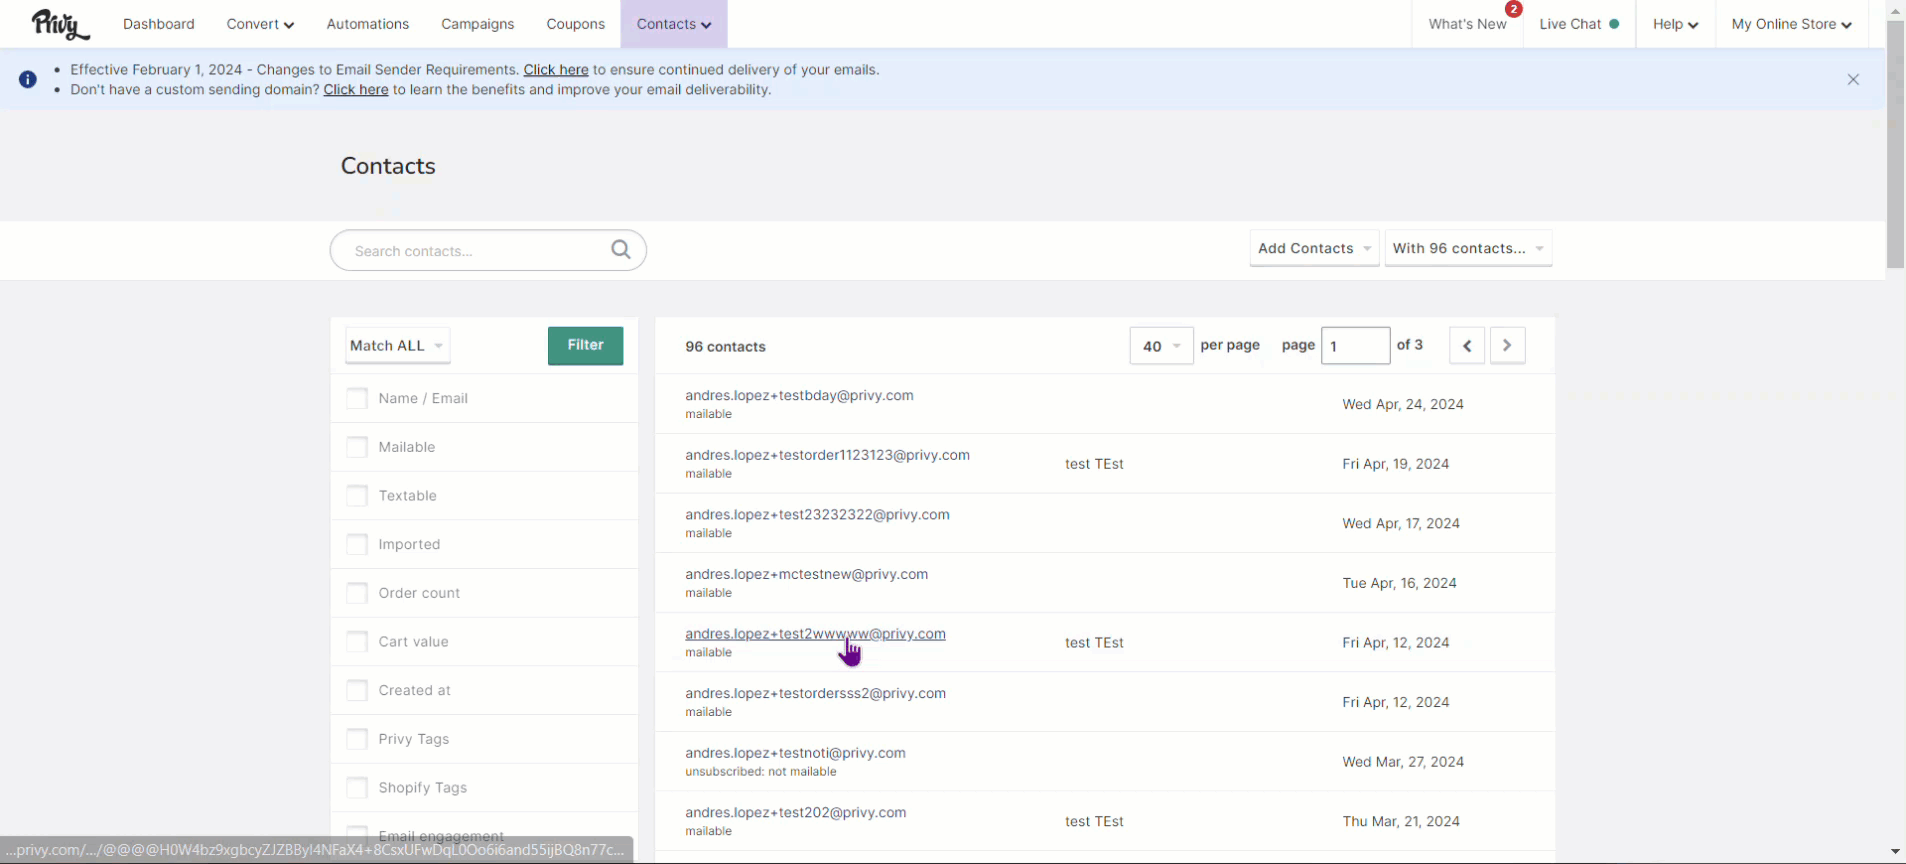 Privy
Dashboard
Convert
Automations
Campaigns
Coupons
Contacts
What's New
2
Live Chat
Help
My Online Store
Effective February 1, 2024 - Changes to Email Sender Requirements. Click here to ensure continued delivery of your emails.
Don't have a custom sending domain? Click here to learn the benefits and improve your email deliverability.
Contacts
Search contacts...
Add Contacts
With 96 contacts...
Match ALL
Filter
Name / Email
Mailable
Textable
Imported
Order count
Cart value
Created at
Privy Tags
Shopify Tags
Email engagement
96 contacts
40 per page page 1 of 3
andres.lopez+testbday@privy.com
mailable
Wed Apr, 24, 2024
andres.lopez+testorder1123123@privy.com
mailable
test TEst
Fri Apr, 19, 2024
andres.lopez+test23232322@privy.com
mailable
Wed Apr, 17, 2024
andres.lopez+mctestnew@privy.com
mailable
Tue Apr, 16, 2024
andres.lopez+test2wwwww@privy.com
mailable
test TEst
Fri Apr, 12, 2024
andres.lopez+testordersss2@privy.com
mailable
Fri Apr, 12, 2024
andres.lopez+testnoti@privy.com
unsubscribed: not mailable
Wed Mar, 27, 2024
andres.lopez+test202@privy.com
mailable
test TEst
Thu Mar, 21, 2024